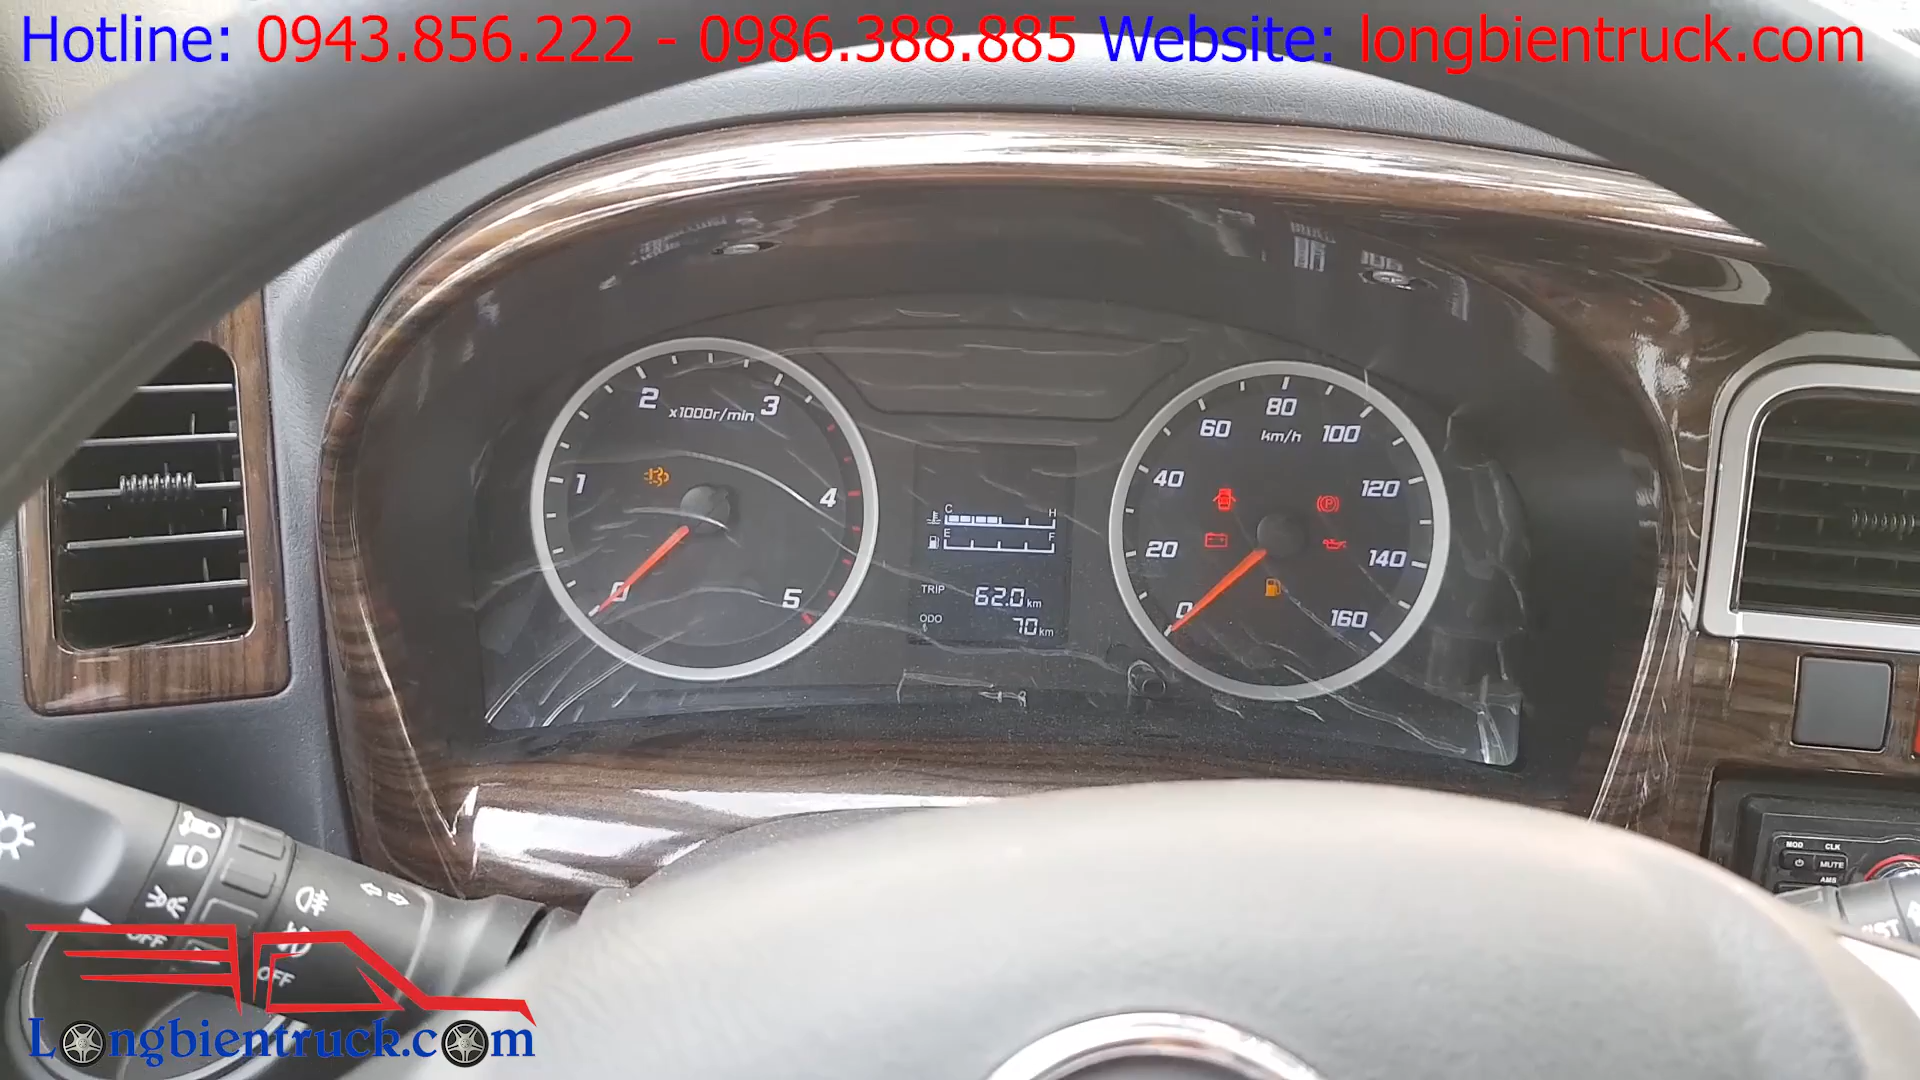 Hotline: 0943.856.222 - 0986.388.885 Website: longbientruck.com
2
x1000r/min
3
1
4
0
5
C
H
E
F
TRIP
62.0 km
ODO
70 km
80
60
km/h
100
40
120
20
140
0
160
MOD
CLK
MUTE
AMS
OFF
OFF
Longbientruck.com